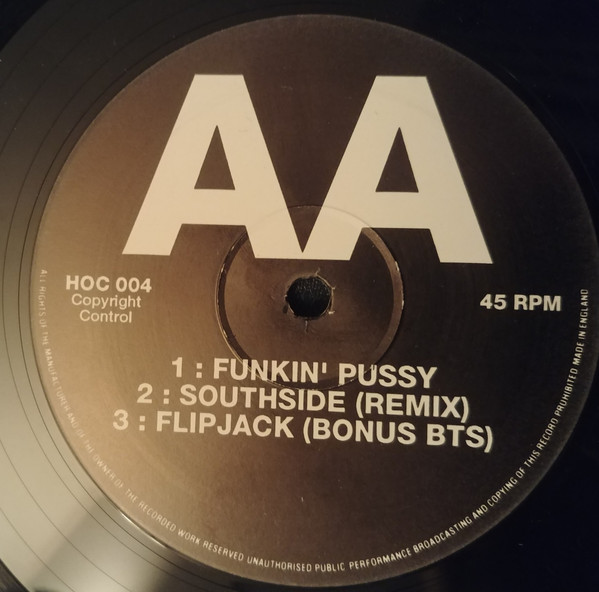 AA
HOC 004
Copyright
Control
45 RPM
1 : FUNKIN' PUSSY
2 : SOUTHSIDE (REMIX)
3 : FLIPJACK (BONUS BTS)
ALL RIGHTS OF THE MANUFACTURER AND OF THE OWNER OF THE RECORDED WORK RESERVED UNAUTHORISED PUBLIC PERFORMANCE BROADCASTING AND COPYING OF THIS RECORD PROHIBITED MADE IN ENGLAND